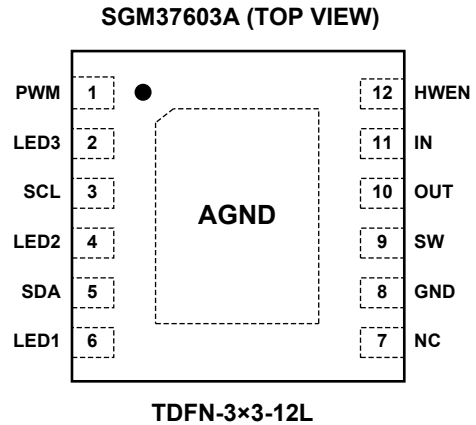 SGM37603A (TOP VIEW)
PWM 1 12 HWEN
LED3 2 11 IN
SCL 3 10 OUT
AGND
LED2 4 9 SW
SDA 5 8 GND
LED1 6 7 NC
TDFN-3×3-12L